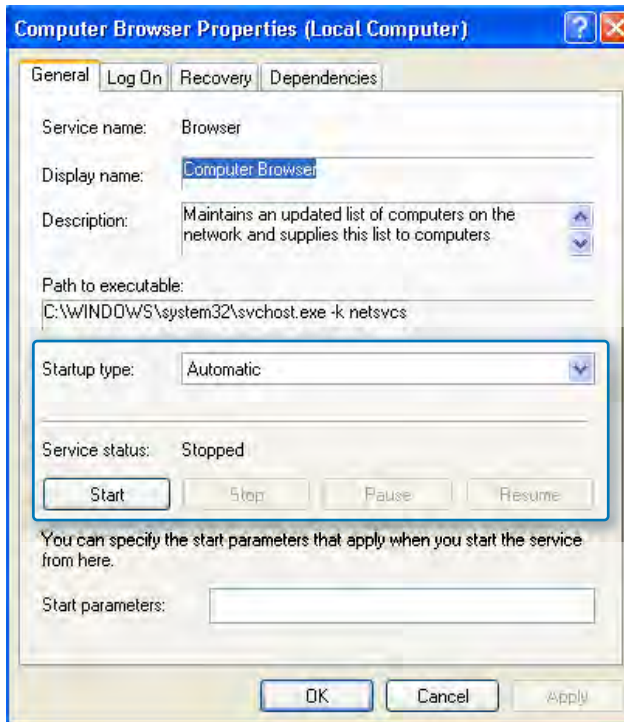 Computer Browser Properties (Local Computer)
General Log On Recovery Dependencies
Service name: Browser
Display name: Computer Browser
Description: Maintains an updated list of computers on the
network and supplies this list to computers
Path to executable:
C:\WINDOWS\system32\svchost.exe -k netsvcs
Startup type: Automatic
Service status: Stopped
Start Stop Pause Resume
You can specify the start parameters that apply when you start the service
from here.
Start parameters:
OK Cancel Apply